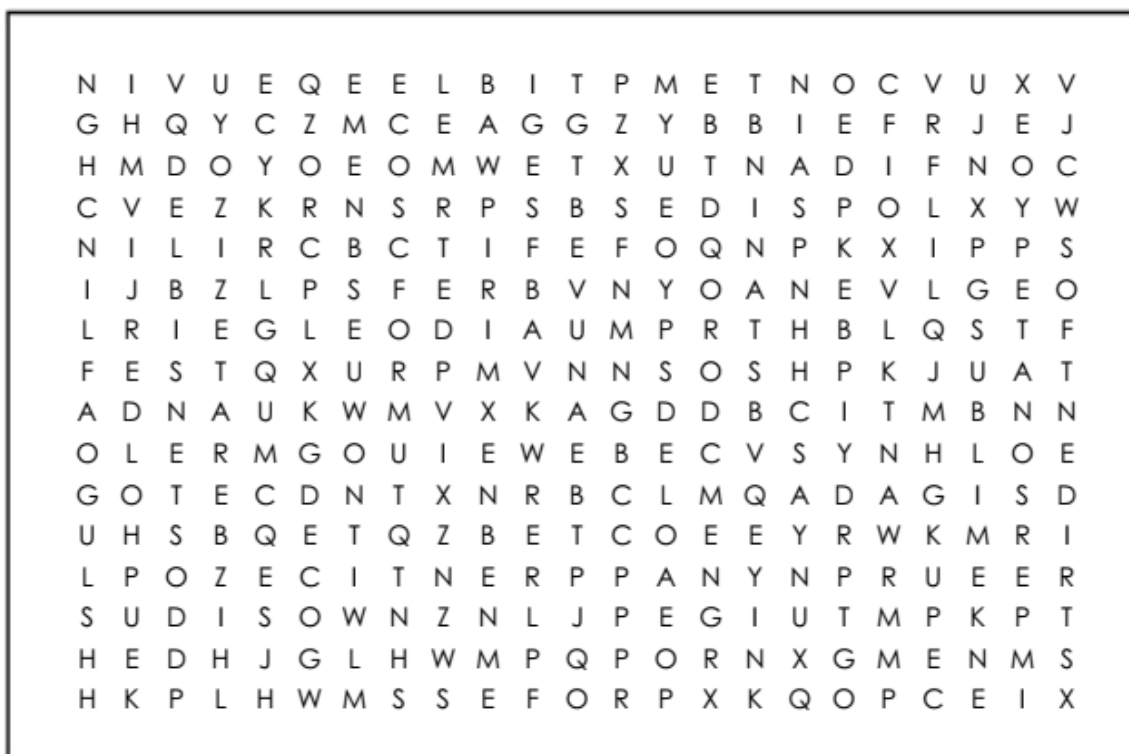 N I V U E Q E E L B I T P M E T N O C V U X V
G H Q Y C Z M C E A G G Z Y B B I E F R J E J
H M D O Y O E O M W E T X U T N A D I F N O C
C V E Z K R N S R P S B S E D I S P O L X Y W
N I L I R C B C T I F E F O Q N P K X I P P S
I J B Z L P S F E R B V N Y O A N E V L G E O
L R I E G L E O D I A U M P R T H B L Q S T F
F E S T Q X U R P M V N N S O S H P K J U A T
A D N A U K W M V X K A G D D B C I T M B N N
O L E R M G O U I E W E B E C V S Y N H L O E
G O T E C D N T X N R B C L M Q A D A G I S D
U H S B Q E T Q Z B E T C O E E Y R W K M R I
L P O Z E C I T N E R P P A N Y N P R U E E R
S U D I S O W N Z N L J P E G I U T M P K P T
H E D H J G L H W M P Q P O R N X G M E N M S
H K P L H W M S S E F O R P X K Q O P C E I X